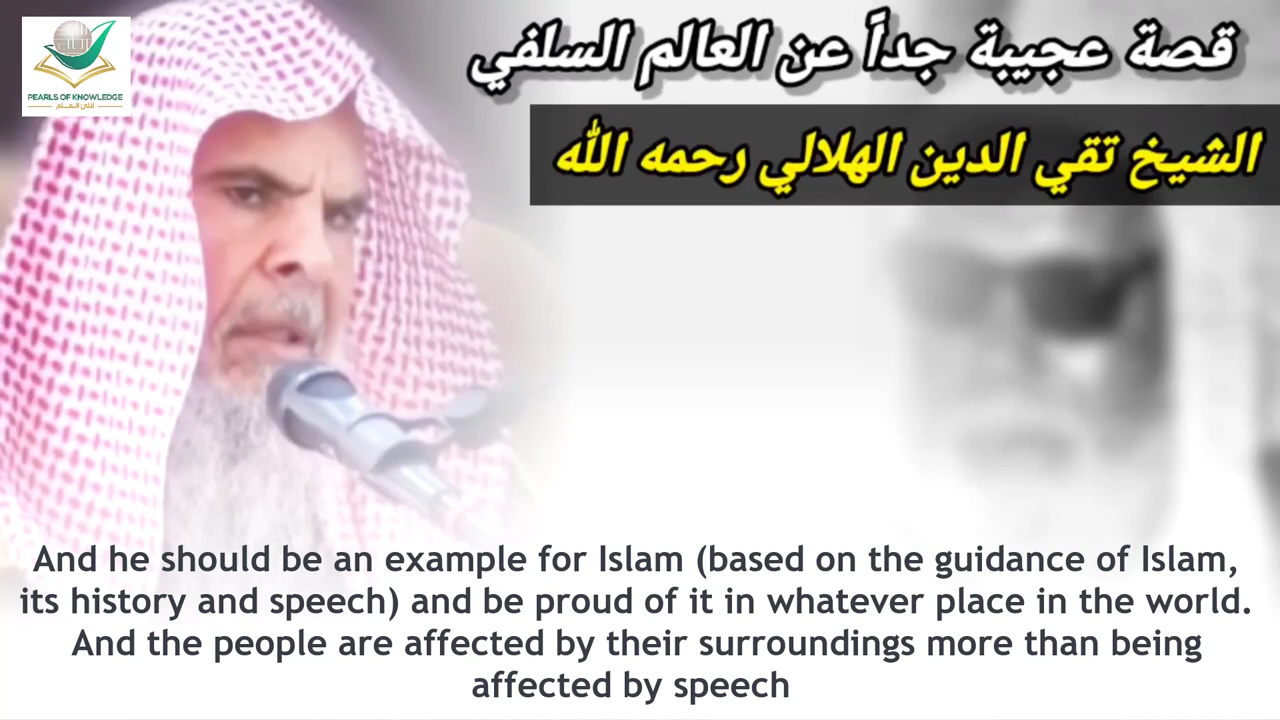 قصة عجيبة جداً عن العالم السلفي
الشيخ تقي الدين الهلالي رحمه الله
PEARLS OF KNOWLEDGE
لآلئ العلم
And he should be an example for Islam (based on the guidance of Islam,
its history and speech) and be proud of it in whatever place in the world.
And the people are affected by their surroundings more than being
affected by speech